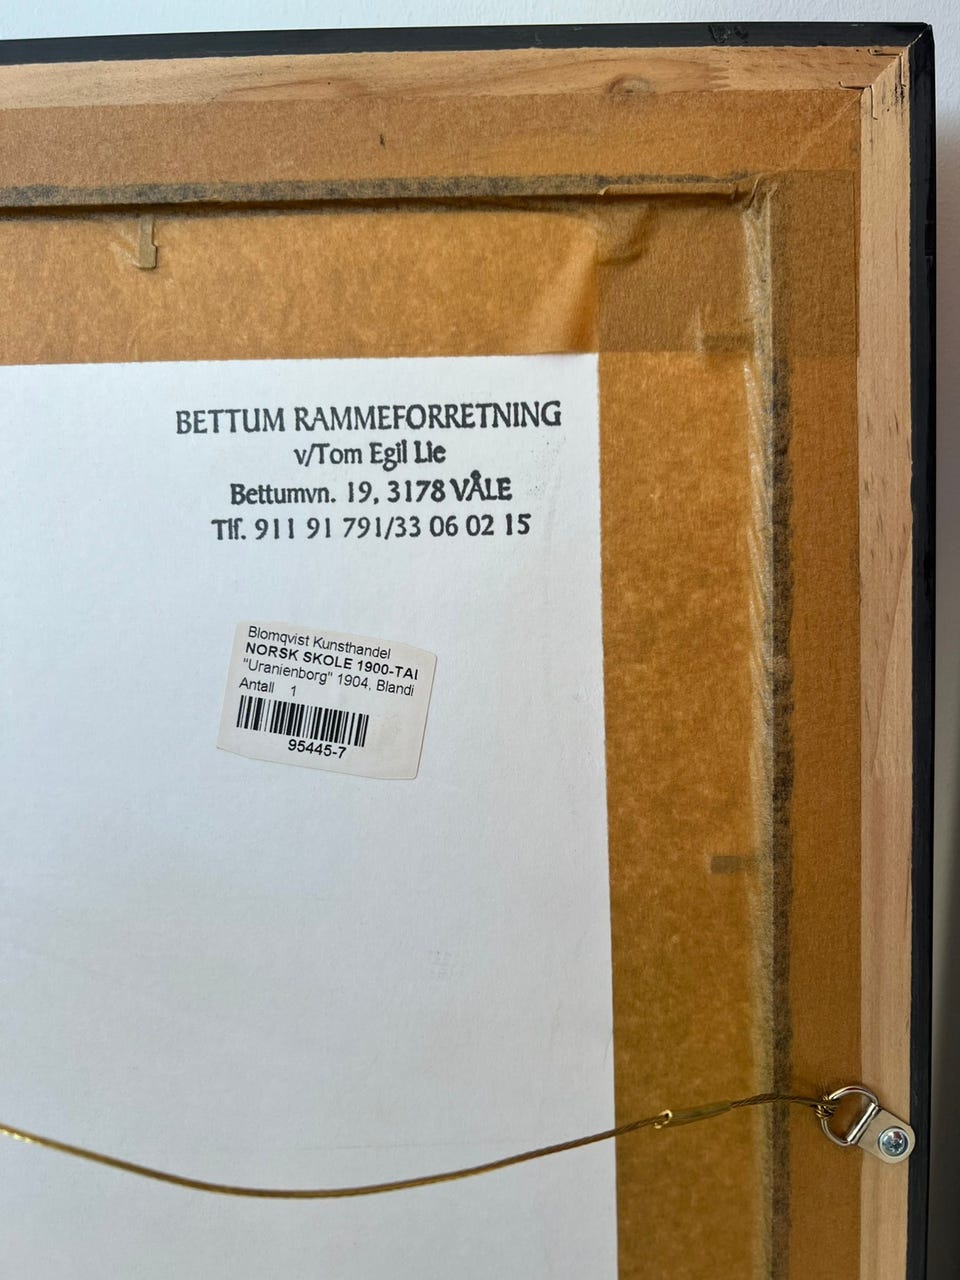 BETTUM RAMMEFORRETNING
v/Tom Egil Lie
Bettumvn. 19, 3178 VÅLE
Tlf. 911 91 791/33 06 02 15
Blomqvist Kunsthandel
NORSK SKOLE 1900-TAL
"Uranienborg" 1904, Blandi
Antall 1
95445-7